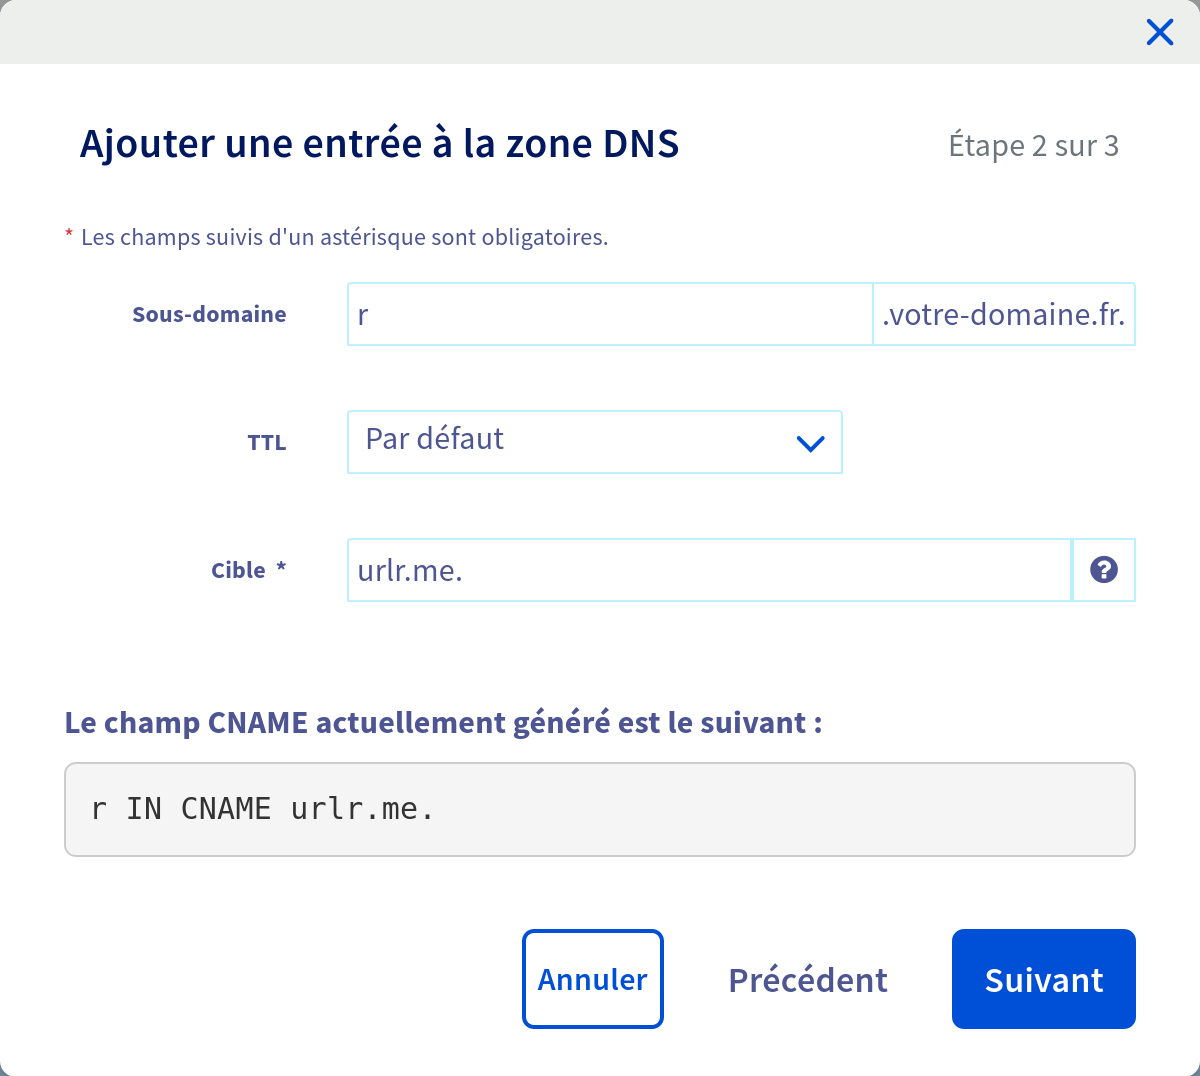 Ajouter une entrée à la zone DNS
Étape 2 sur 3
* Les champs suivis d'un astérisque sont obligatoires.
Sous-domaine
r
.votre-domaine.fr.
TTL
Par défaut
Cible *
urlr.me.
?
Le champ CNAME actuellement généré est le suivant :
r IN CNAME urlr.me.
Annuler
Précédent
Suivant